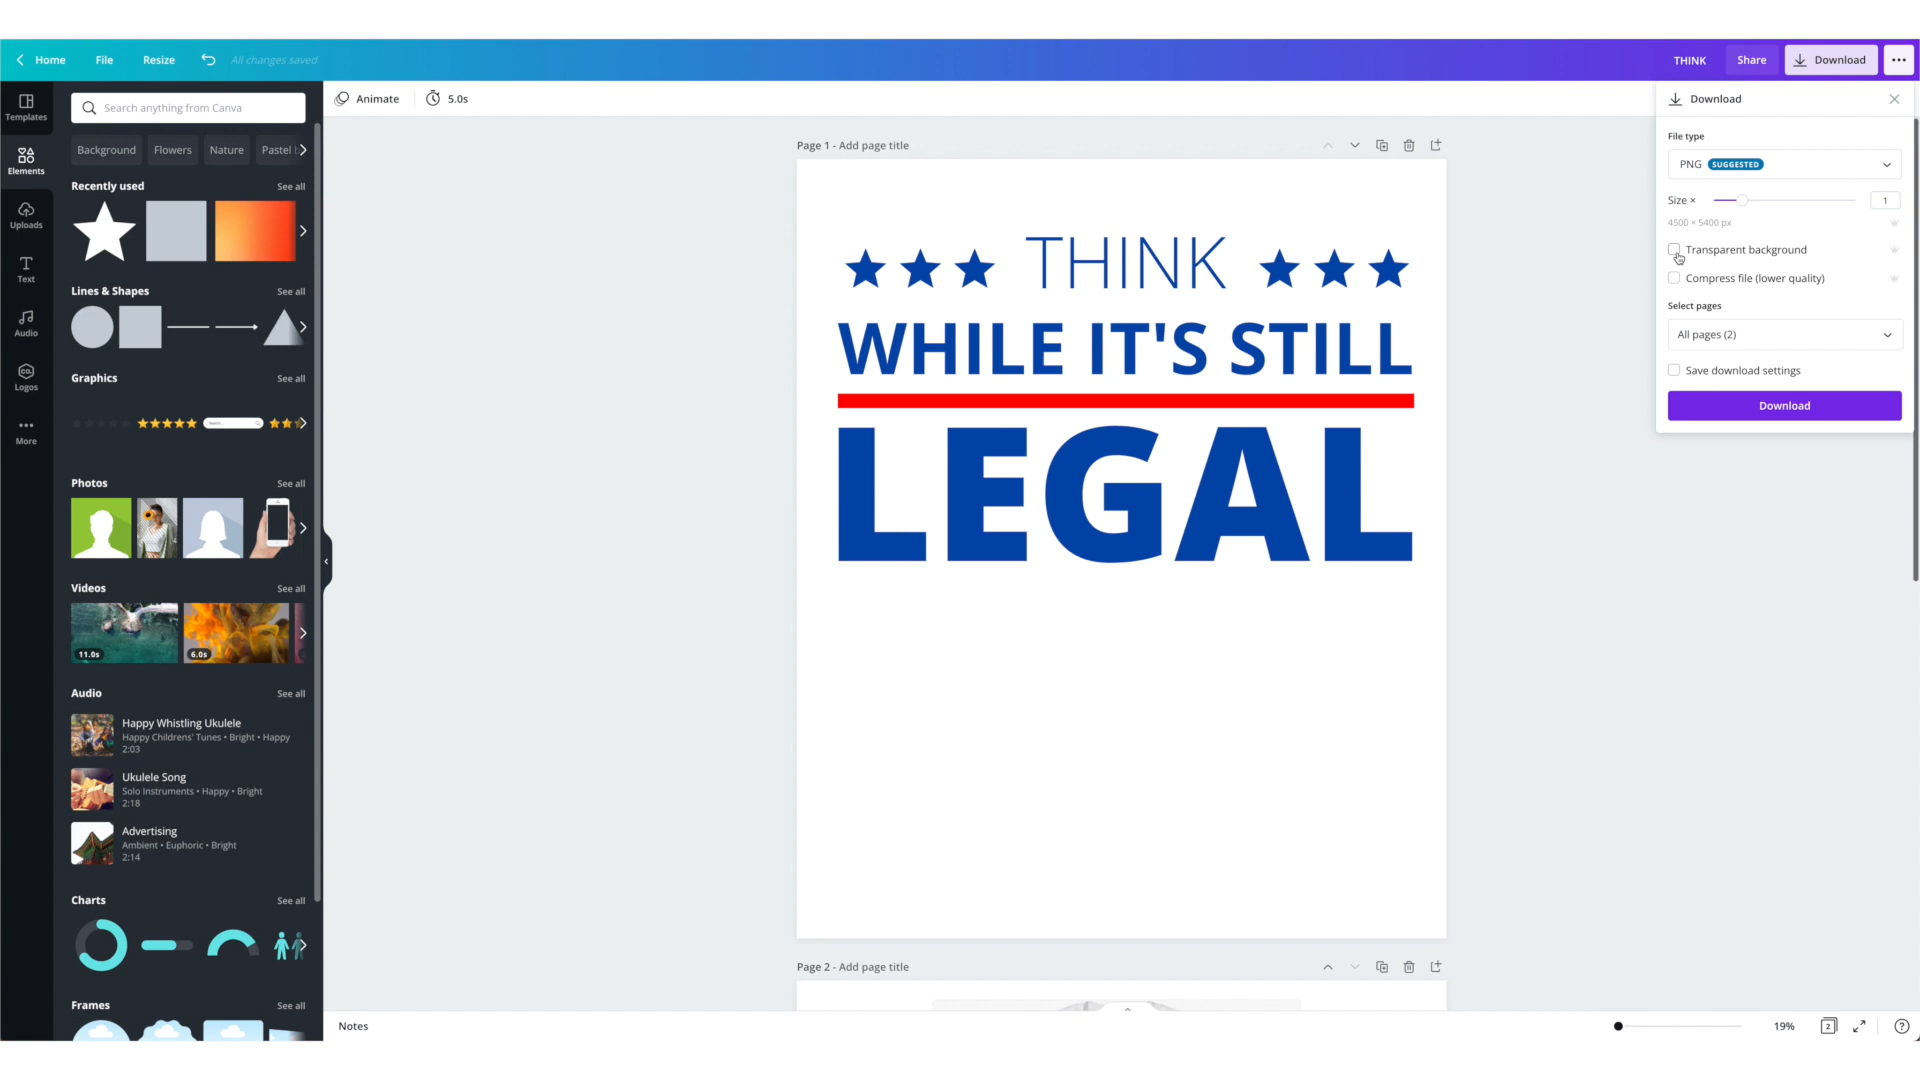 Home
File
Resize
All changes saved
THINK
Share
Download
Templates
Elements
Uploads
Text
Audio
Logos
More
Search anything from Canva
Background
Flowers
Nature
Pastel
Recently used
See all
Lines & Shapes
See all
Graphics
See all
Photos
See all
Videos
See all
11.0s
6.0s
Audio
See all
Happy Whistling Ukulele
Happy Childrens' Tunes • Bright • Happy
2:03
Ukulele Song
Solo Instruments • Happy • Bright
2:18
Advertising
Ambient • Euphoric • Bright
2:14
Charts
See all
Frames
See all
Animate
5.0s
Page 1 - Add page title
THINK
WHILE IT'S STILL
LEGAL
Page 2 - Add page title
Notes
19%
2
?
Download
File type
PNG SUGGESTED
Size ×
1
4500 × 5400 px
Transparent background
Compress file (lower quality)
Select pages
All pages (2)
Save download settings
Download